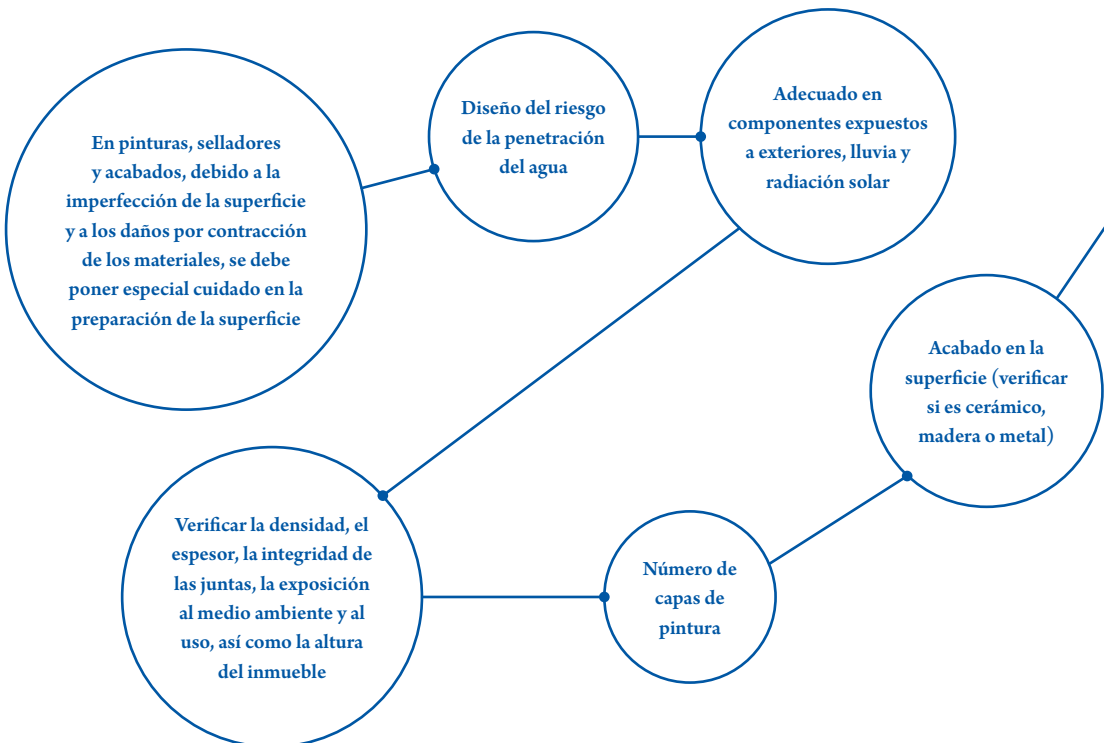 En pinturas, selladores
y acabados, debido a la
imperfección de la superficie
y a los daños por contracción
de los materiales, se debe
poner especial cuidado en la
preparación de la superficie
Diseño del riesgo
de la penetración
del agua
Adecuado en
componentes expuestos
a exteriores, lluvia y
radiación solar
Verificar la densidad, el
espesor, la integridad de
las juntas, la exposición
al medio ambiente y al
uso, así como la altura
del inmueble
Número de
capas de
pintura
Acabado en la
superficie (verificar
si es cerámico,
madera o metal)